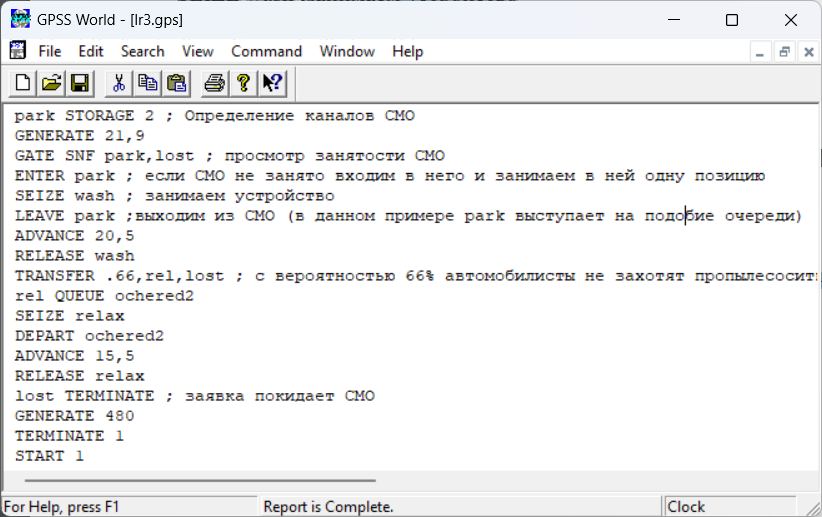 GPSS World - [lr3.gps]
File Edit Search View Command Window Help
park STORAGE 2 ; Определение каналов СМО
GENERATE 21,9
GATE SNF park,lost ; просмотр занятости СМО
ENTER park ; если СМО не занято входим в него и занимаем в ней одну позицию
SEIZE wash ; занимаем устройство
LEAVE park ;выходим из СМО (в данном примере park выступает на подобие очереди)
ADVANCE 20,5
RELEASE wash
TRANSFER .66,rel,lost ; с вероятностью 66% автомобилисты не захотят пропылесосить
rel QUEUE ochered2
SEIZE relax
DEPART ochered2
ADVANCE 15,5
RELEASE relax
lost TERMINATE ; заявка покидает СМО
GENERATE 480
TERMINATE 1
START 1
For Help, press F1 Report is Complete. Clock